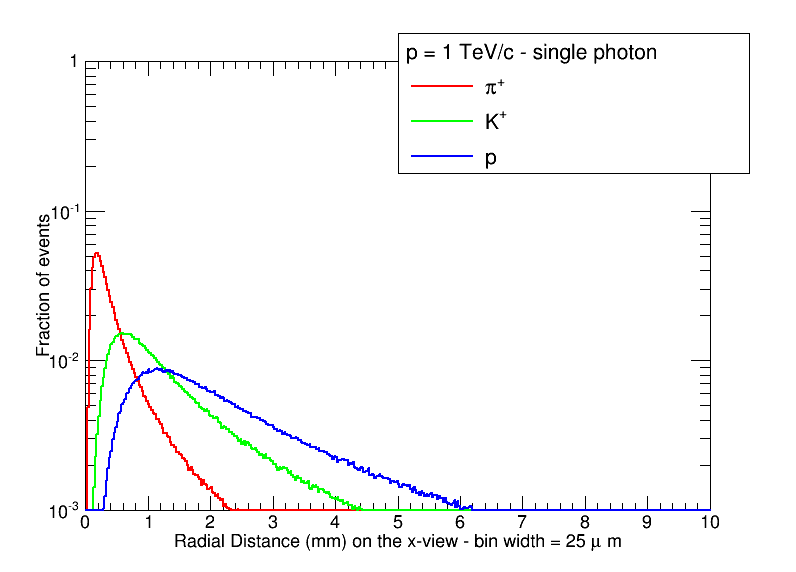 p = 1 TeV/c - single photon
π⁺
K⁺
p
1
10⁻¹
10⁻²
10⁻³
Fraction of events
0 1 2 3 4 5 6 7 8 9 10
Radial Distance (mm) on the x-view - bin width = 25 μ m